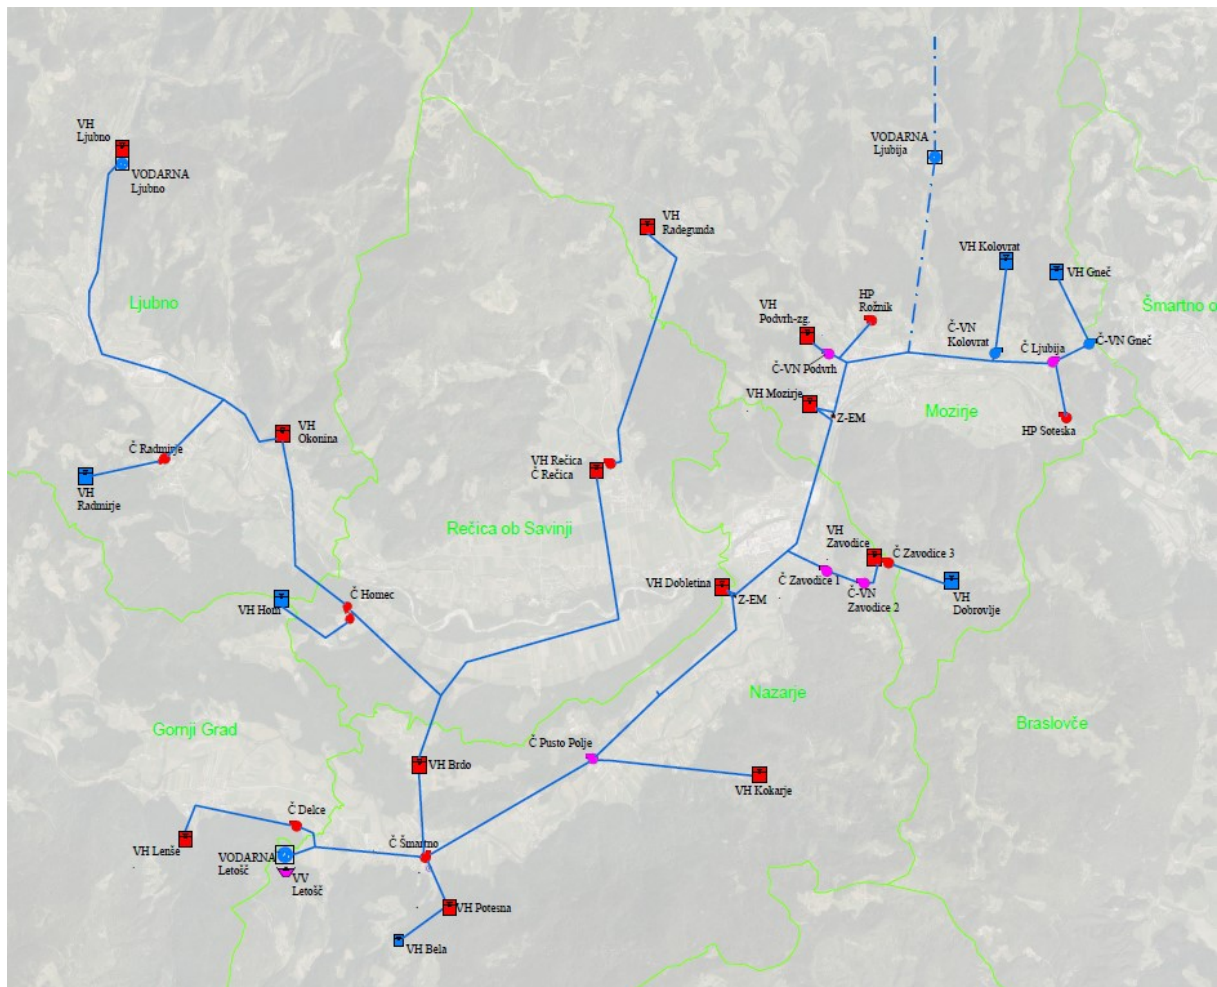 VH
Ljubno
VODARNA
Ljubno
VODARNA
Ljubija
VH
Radegunda
VH Kolovrat
VH Gneč
Ljubno
VH
Podvrh-zg.
HP
Rožnik
Šmartno o
Č-VN
Kolovrat
Č Ljubija
Č-VN Gneč
Č-VN Podvrh
VH Mozirje
Z-EM
Mozirje
HP Soteska
VH
Okonina
Č Radmirje
VH
Radmirje
VH Rečica
Č Rečica
Rečica ob Savinji
VH
Zavodice
Č Zavodice 3
Č Zavodice 1
Č-VN
Zavodice 2
VH
Dobrovlje
VH Dobletina
Z-EM
VH Hom
Č Homec
Nazarje
Gornji Grad
Braslovče
Č Pusto Polje
VH Brdo
VH Kokarje
Č Delce
VH Lenše
Č Šmartno
VODARNA
Letošč
VV
Letošč
VH Potesna
VH Bela